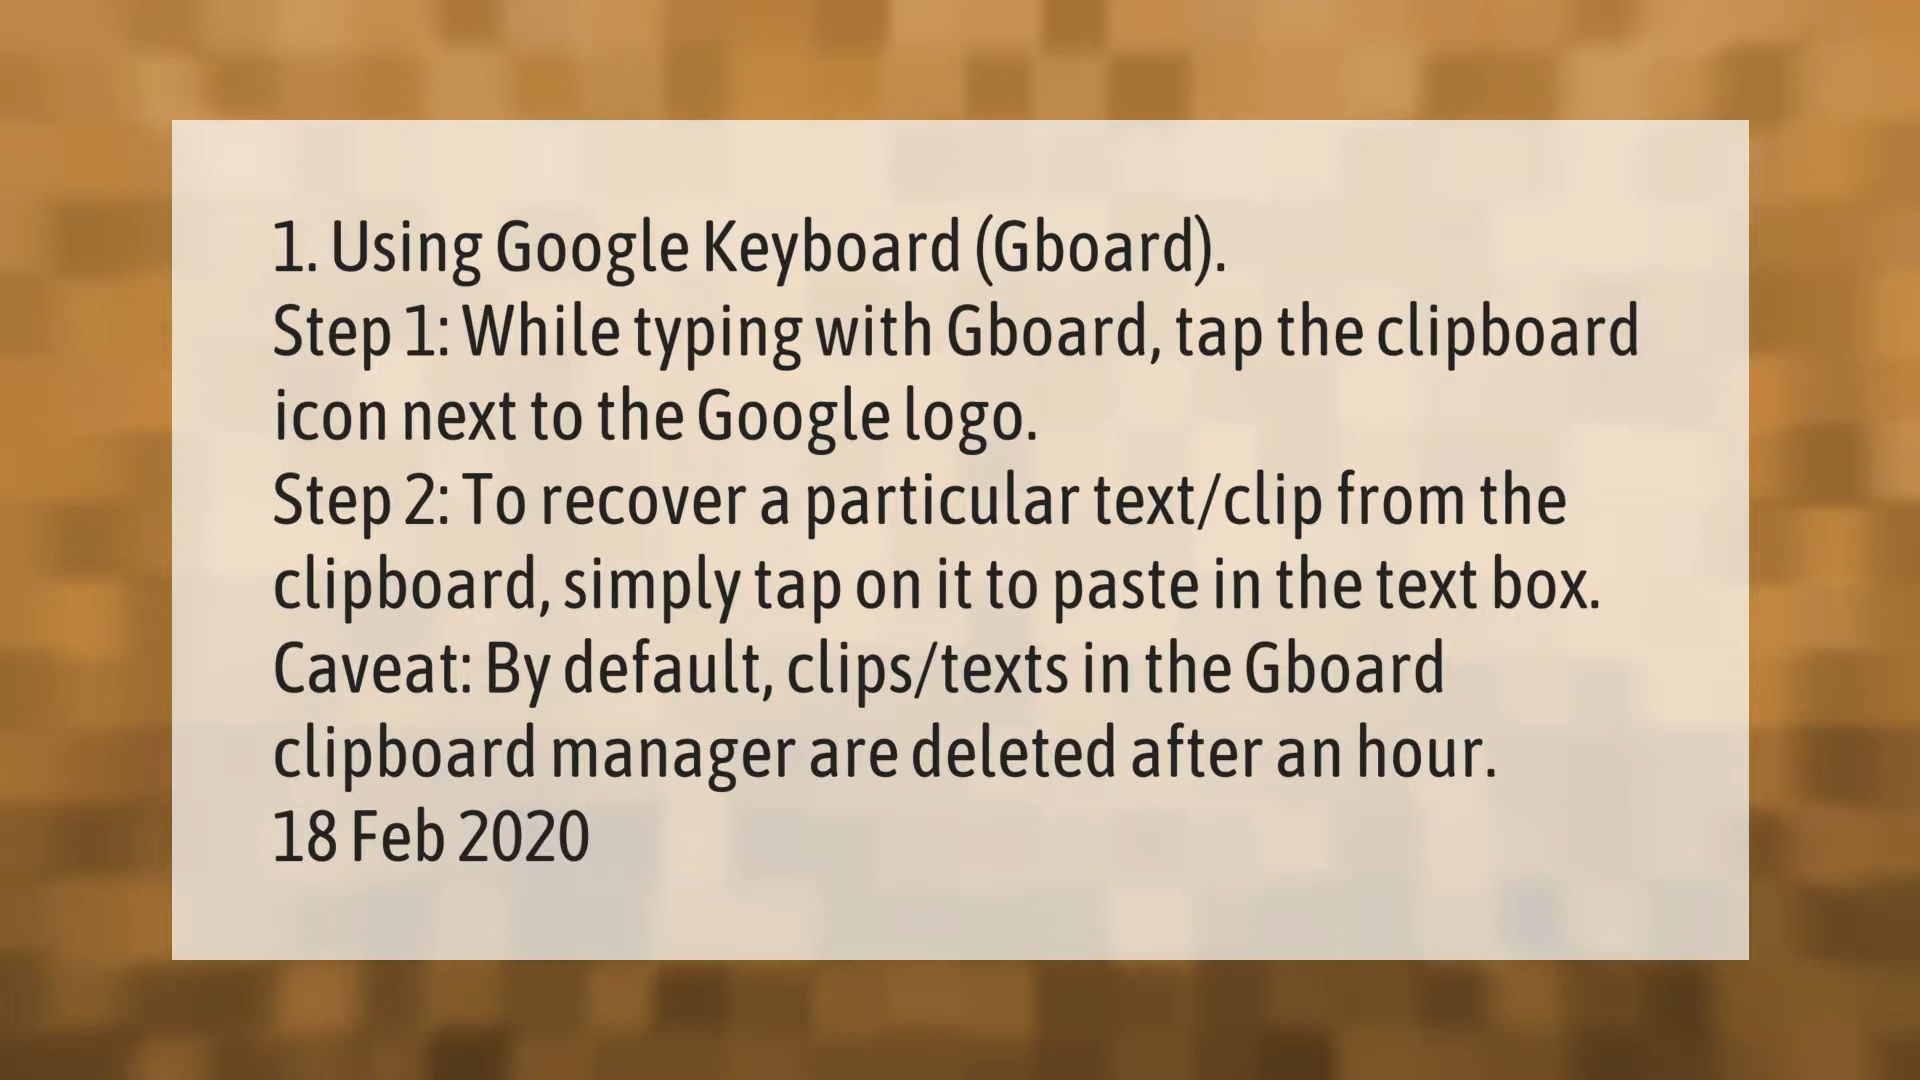 1. Using Google Keyboard (Gboard).
Step 1: While typing with Gboard, tap the clipboard
icon next to the Google logo.
Step 2: To recover a particular text/clip from the
clipboard, simply tap on it to paste in the text box.
Caveat: By default, clips/texts in the Gboard
clipboard manager are deleted after an hour.
18 Feb 2020